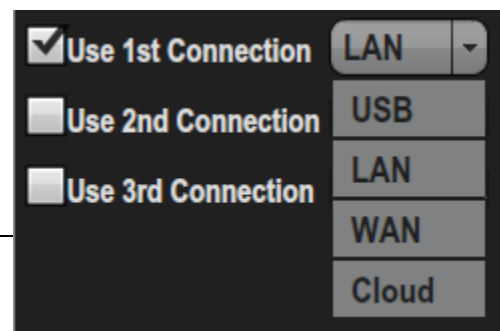 Use 1st Connection LAN
Use 2nd Connection USB
Use 3rd Connection LAN
WAN
Cloud